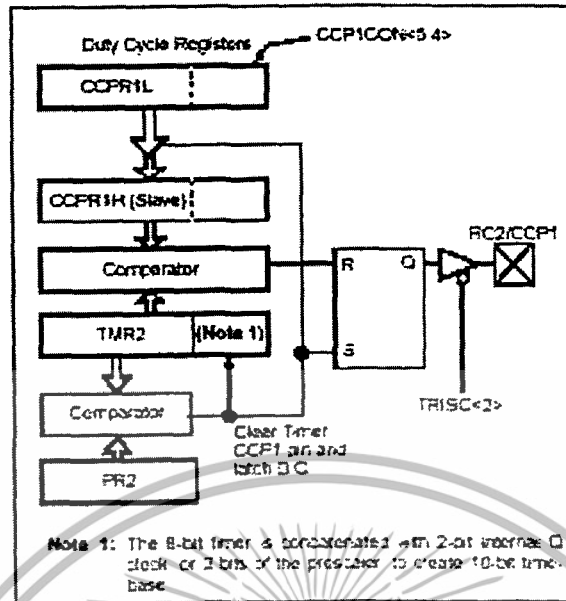 Duty Cycle Registers
CCP1CON<5:4>
CCPR1L
CCPR1H (Slave)
Comparator
TMR2
(Note 1)
Comparator
PR2
R
Q
S
RC2/CCP1
TRISC<2>
Clear Timer
CCP1 pin and
latch D.C.
Note 1: The 8-bit timer is concatenated with 2-bit internal Q
clock or 2 bits of the prescaler to create 10-bit time-
base